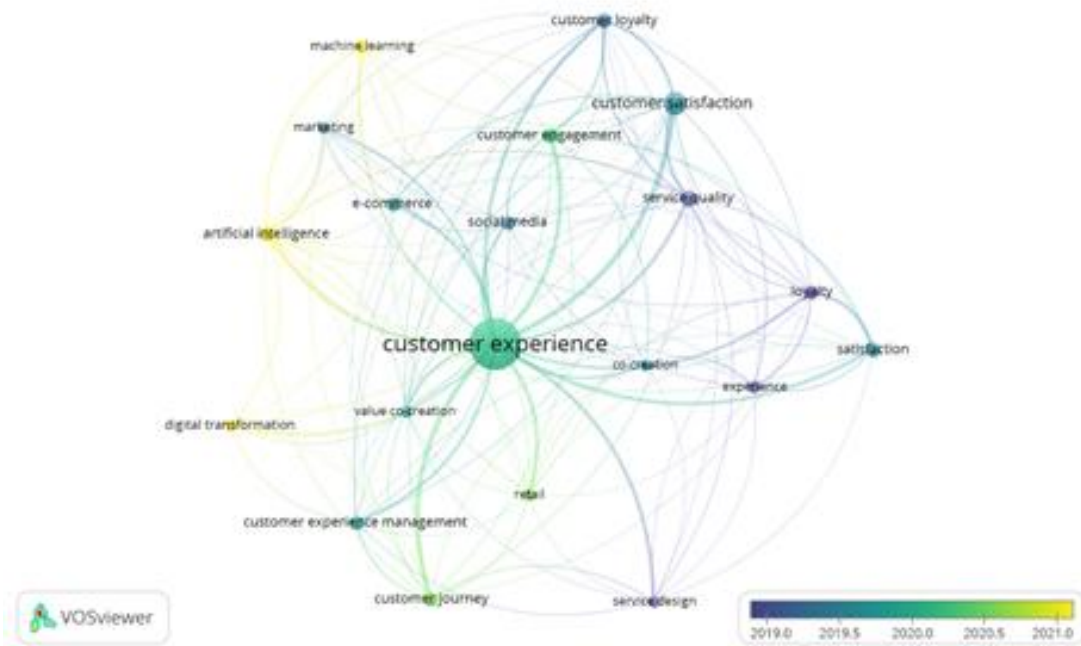 customer loyalty
machine learning
customer satisfaction
marketing
customer engagement
service quality
e-commerce
social media
artificial intelligence
loyalty
customer experience
satisfaction
co-creation
experience
value co-creation
digital transformation
retail
customer experience management
customer journey
service design
VOSviewer
2019.0 2019.5 2020.0 2020.5 2021.0